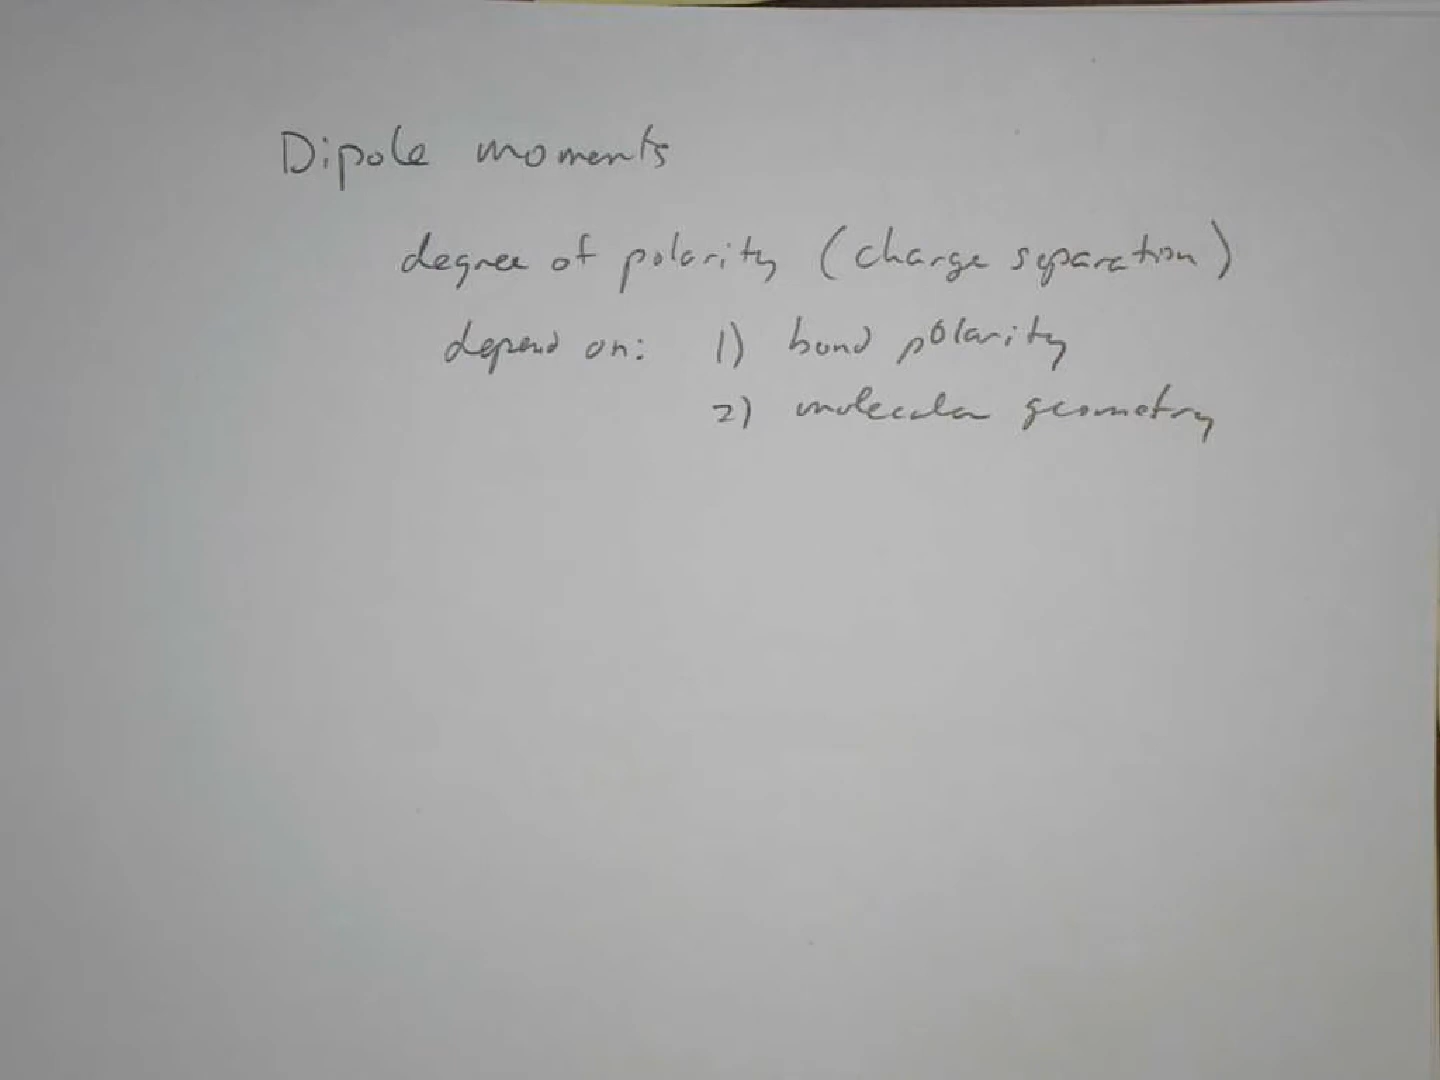 Dipole moments
degree of polarity (charge separation)
depend on: 1) bond polarity
2) molecular geometry